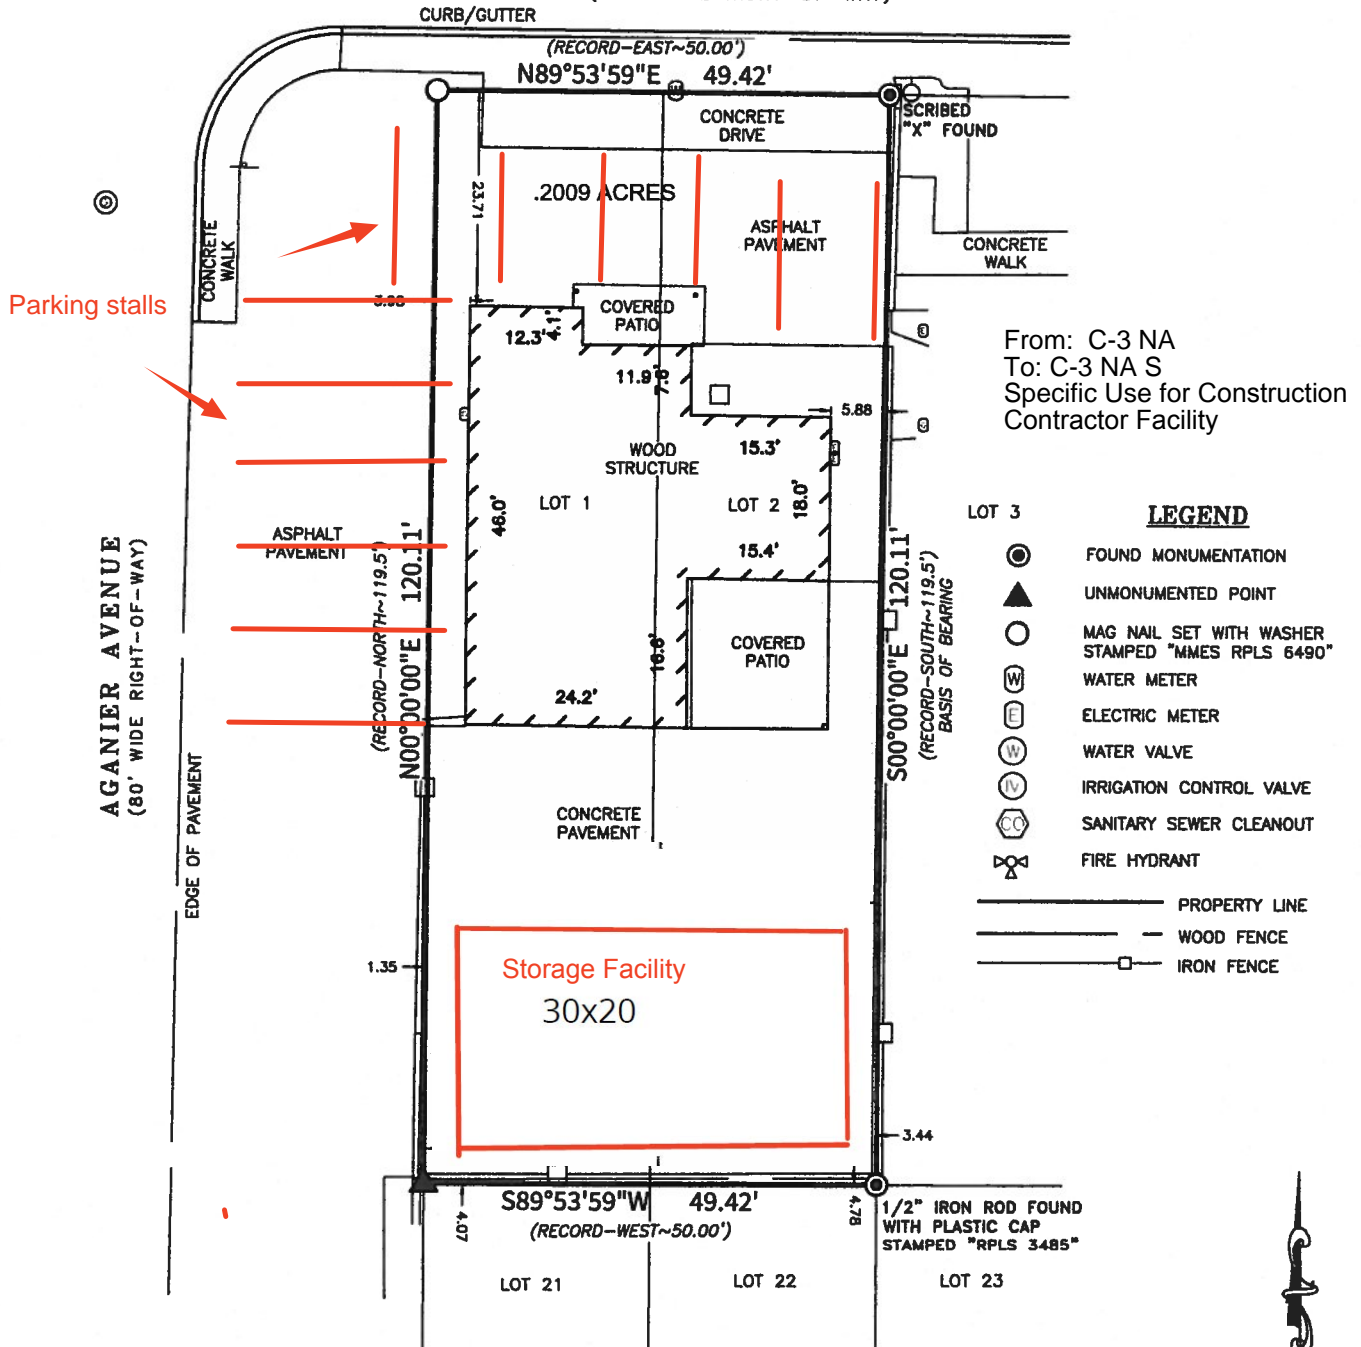 CURB/GUTTER
(RECORD-EAST~50.00')
N89°53'59"E 49.42'
SCRIBED
"X" FOUND
CONCRETE
DRIVE
.2009 ACRES
23.71
ASPHALT
PAVEMENT
CONCRETE
WALK
CONCRETE
WALK
Parking stalls
3.98
COVERED
PATIO
12.3'
4.1'
11.9'
7.6'
From: C-3 NA
To: C-3 NA S
Specific Use for Construction
Contractor Facility
5.88
WOOD
STRUCTURE
15.3'
LOT 1
LOT 2
46.0'
18.0'
15.4'
ASPHALT
PAVEMENT
AGANIER AVENUE
(80' WIDE RIGHT-OF-WAY)
EDGE OF PAVEMENT
(RECORD-NORTH~119.5')
N00°00'00"E 120.11'
COVERED
PATIO
16.6'
24.2'
S00°00'00"E 120.11'
(RECORD-SOUTH~119.5')
BASIS OF BEARING
CONCRETE
PAVEMENT
LOT 3
LEGEND
FOUND MONUMENTATION
UNMONUMENTED POINT
MAG NAIL SET WITH WASHER
STAMPED "MMES RPLS 6490"
W WATER METER
E ELECTRIC METER
W WATER VALVE
IV IRRIGATION CONTROL VALVE
CO SANITARY SEWER CLEANOUT
FIRE HYDRANT
PROPERTY LINE
WOOD FENCE
IRON FENCE
1.35
Storage Facility
30x20
3.44
S89°53'59"W 49.42'
(RECORD-WEST~50.00')
4.07
4.78
1/2" IRON ROD FOUND
WITH PLASTIC CAP
STAMPED "RPLS 3485"
LOT 21
LOT 22
LOT 23